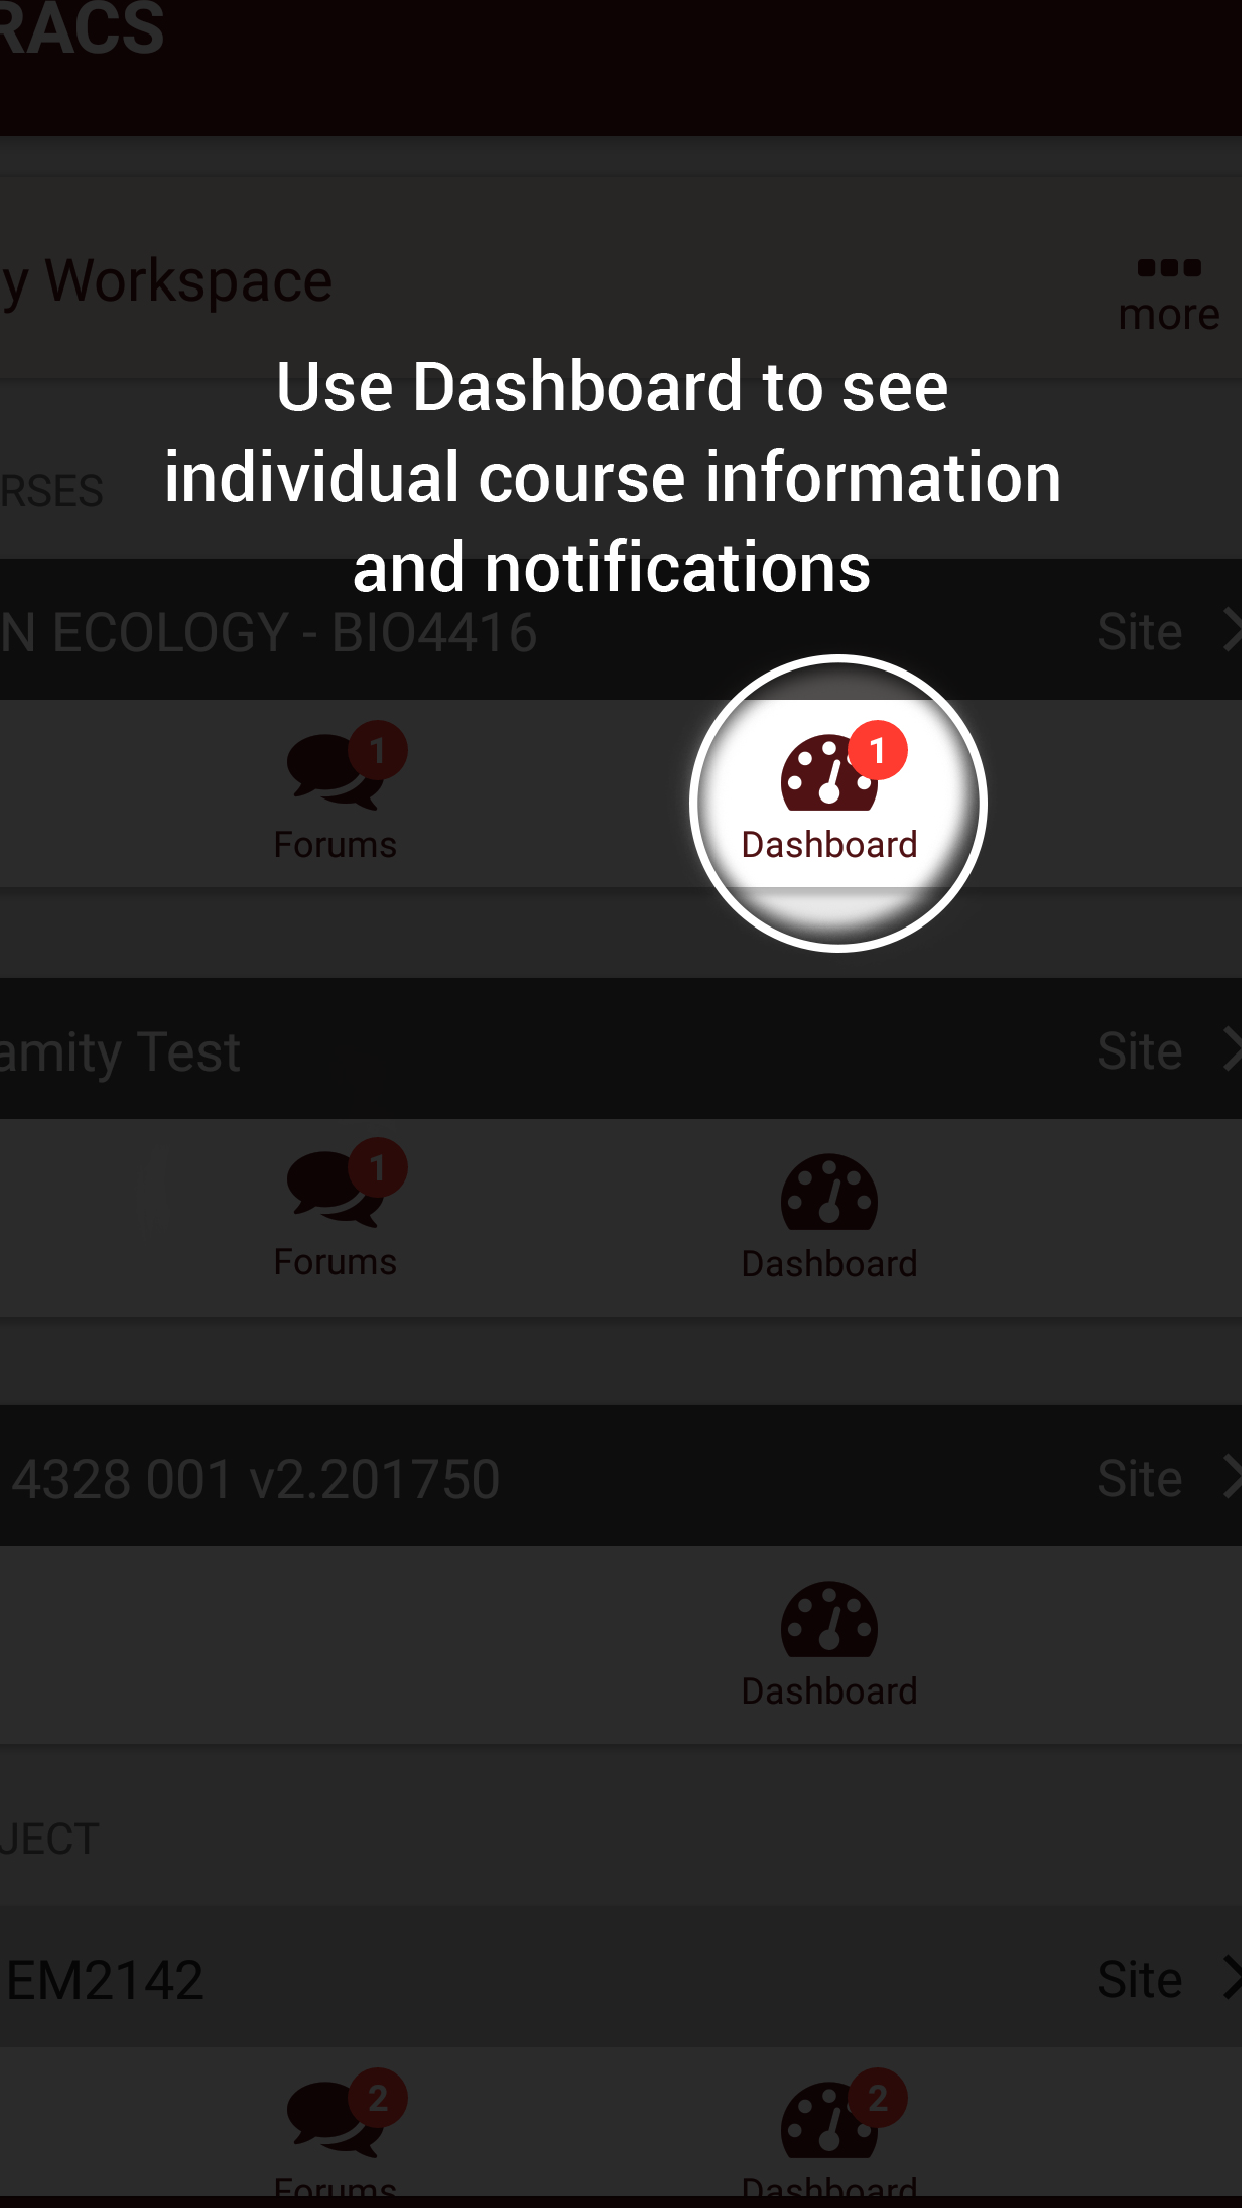 RACS
y Workspace
more
Use Dashboard to see
individual course information
and notifications
RSES
N ECOLOGY - BIO4416
Site
1
1
Forums
Dashboard
amity Test
Site
1
Forums
Dashboard
4328 001 v2.201750
Site
Dashboard
JECT
EM2142
Site
2
2
Forums
Dashboard